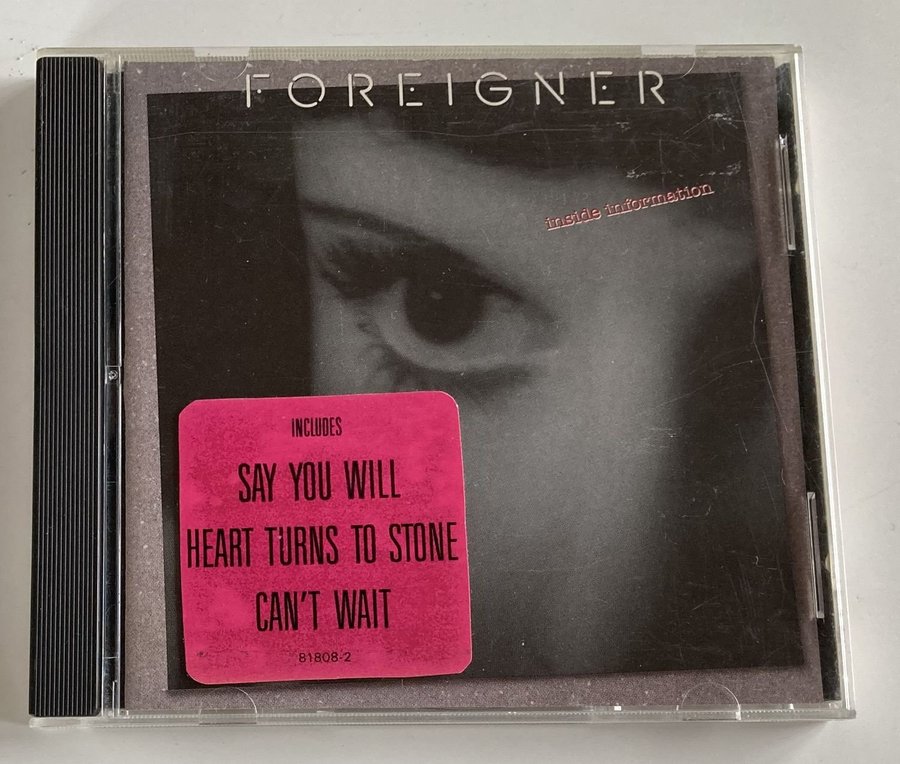 FOREIGNER
inside information
INCLUDES
SAY YOU WILL
HEART TURNS TO STONE
CAN'T WAIT
81808-2